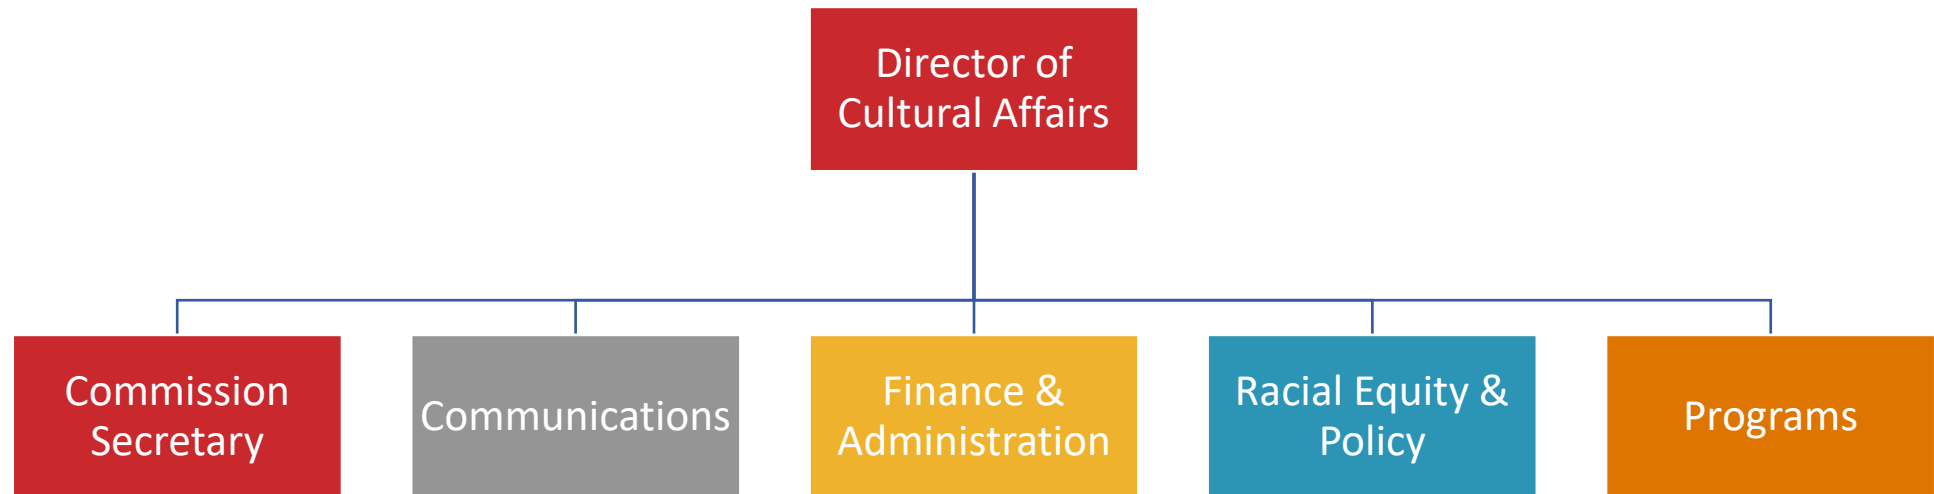 Director of
Cultural Affairs
Commission
Secretary
Communications
Finance &
Administration
Racial Equity &
Policy
Programs